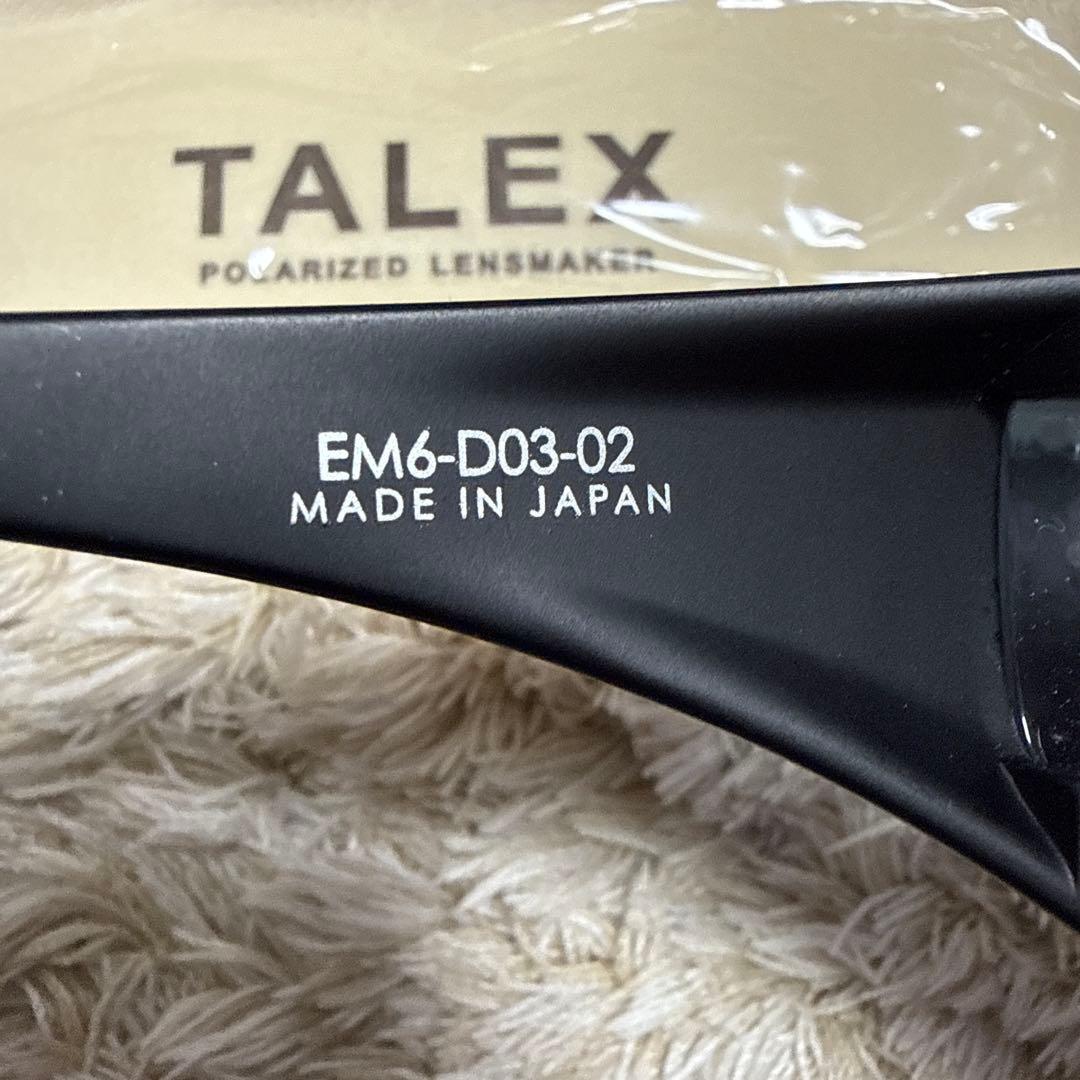 TALEX
POLARIZED LENSMAKER
EM6-D03-02
MADE IN JAPAN